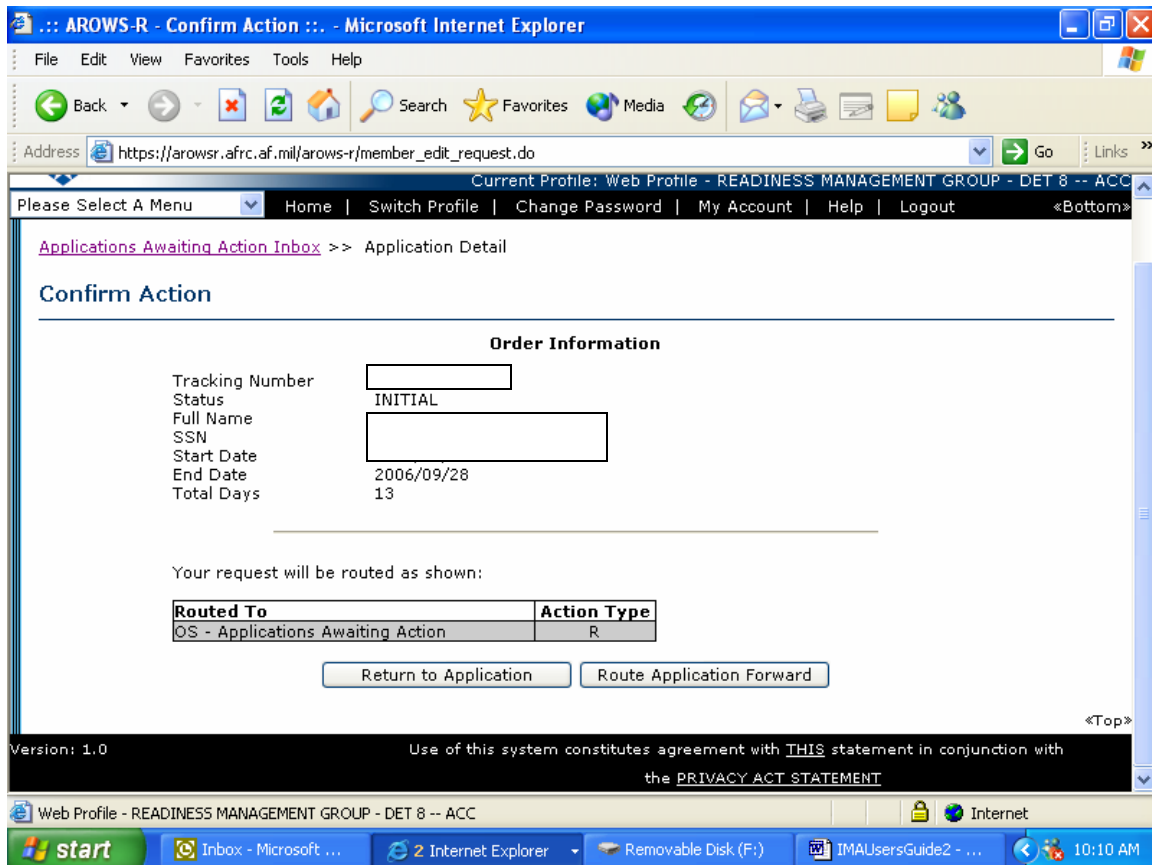 .:: AROWS-R - Confirm Action ::. - Microsoft Internet Explorer
File Edit View Favorites Tools Help
Back Search Favorites Media
Address https://arowsr.afrc.af.mil/arows-r/member_edit_request.do Go Links »
Current Profile: Web Profile - READINESS MANAGEMENT GROUP - DET 8 -- ACC
Please Select A Menu Home | Switch Profile | Change Password | My Account | Help | Logout «Bottom»
Applications Awaiting Action Inbox >> Application Detail
Confirm Action
Order Information
Tracking Number
Status INITIAL
Full Name
SSN
Start Date
End Date 2006/09/28
Total Days 13
Your request will be routed as shown:
Routed To Action Type
OS - Applications Awaiting Action R
Return to Application Route Application Forward
«Top»
Version: 1.0 Use of this system constitutes agreement with THIS statement in conjunction with
the PRIVACY ACT STATEMENT
Web Profile - READINESS MANAGEMENT GROUP - DET 8 -- ACC Internet
start Inbox - Microsoft ... 2 Internet Explorer Removable Disk (F:) IMAUsersGuide2 - ... 10:10 AM